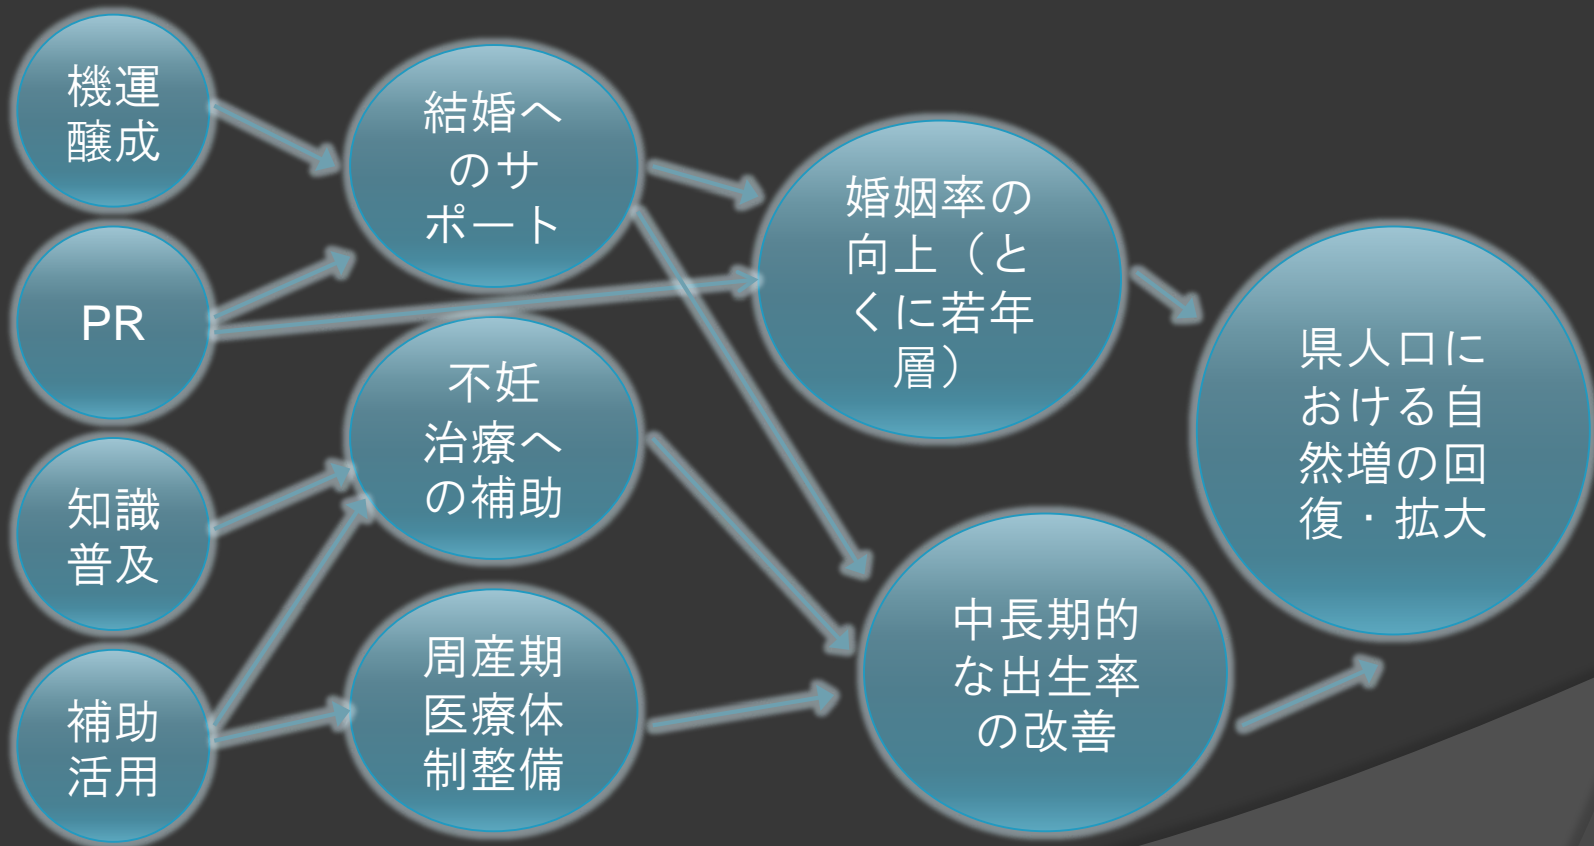 機運
醸成
PR
知識
普及
補助
活用
結婚へ
のサ
ポート
不妊
治療へ
の補助
周産期
医療体
制整備
婚姻率の
向上（と
くに若年
層）
中長期的
な出生率
の改善
県人口に
おける自
然増の回
復・拡大